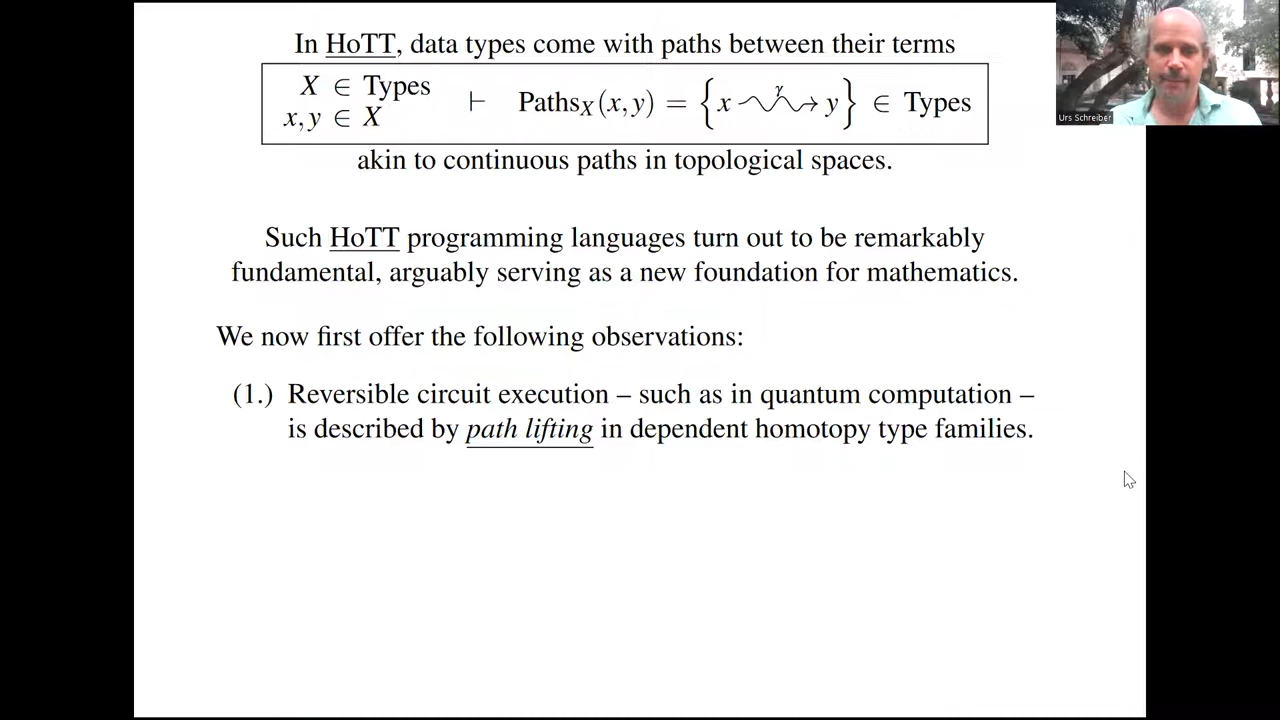 In HoTT, data types come with paths between their terms
X ∈ Types
x, y ∈ X
⊢ Paths_X(x, y) = {x ⇝^γ y} ∈ Types
akin to continuous paths in topological spaces.
Such HoTT programming languages turn out to be remarkably
fundamental, arguably serving as a new foundation for mathematics.
We now first offer the following observations:
(1.) Reversible circuit execution – such as in quantum computation –
is described by path lifting in dependent homotopy type families.
Urs Schreiber